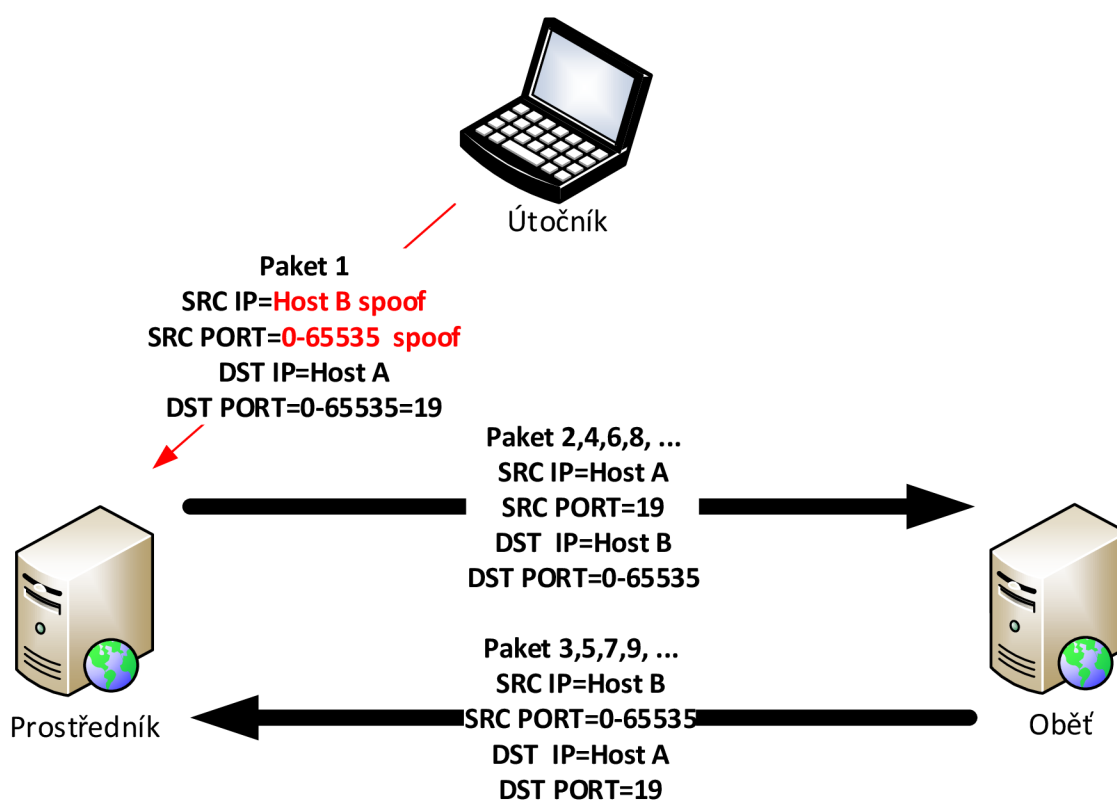 Útočník
Paket 1
SRC IP=Host B spoof
SRC PORT=0-65535 spoof
DST IP=Host A
DST PORT=0-65535=19
Paket 2,4,6,8, ...
SRC IP=Host A
SRC PORT=19
DST IP=Host B
DST PORT=0-65535
Paket 3,5,7,9, ...
SRC IP=Host B
SRC PORT=0-65535
DST IP=Host A
DST PORT=19
Prostředník
Oběť